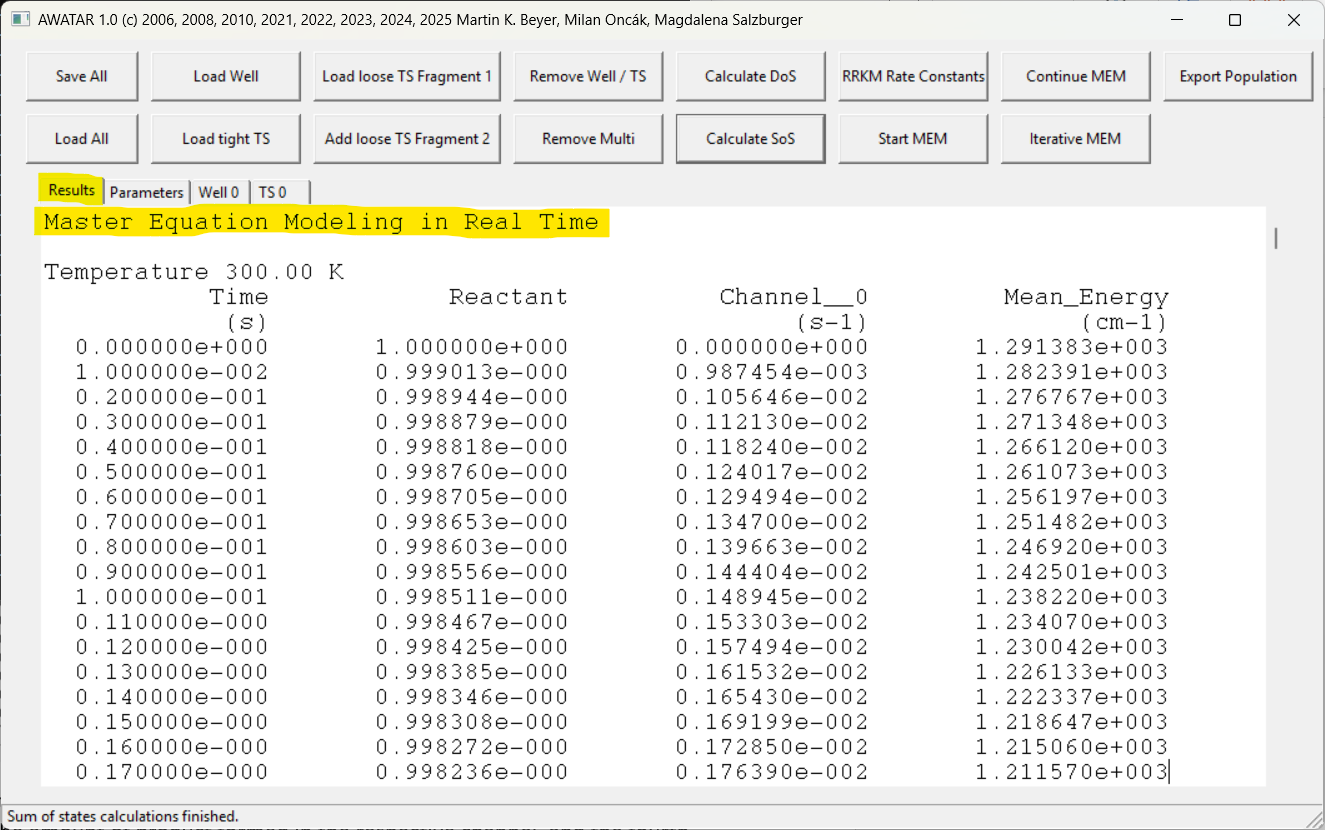 AWATAR 1.0 (c) 2006, 2008, 2010, 2021, 2022, 2023, 2024, 2025 Martin K. Beyer, Milan Oncák, Magdalena Salzburger
Save All Load Well Load loose TS Fragment 1 Remove Well / TS Calculate DoS RRKM Rate Constants Continue MEM Export Population
Load All Load tight TS Add loose TS Fragment 2 Remove Multi Calculate SoS Start MEM Iterative MEM
Results Parameters Well 0 TS 0
Master Equation Modeling in Real Time
Temperature 300.00 K
Time Reactant Channel__0 Mean_Energy
(s) (s-1) (cm-1)
0.000000e+000 1.000000e+000 0.000000e+000 1.291383e+003
1.000000e-002 0.999013e-000 0.987454e-003 1.282391e+003
0.200000e-001 0.998944e-000 0.105646e-002 1.276767e+003
0.300000e-001 0.998879e-000 0.112130e-002 1.271348e+003
0.400000e-001 0.998818e-000 0.118240e-002 1.266120e+003
0.500000e-001 0.998760e-000 0.124017e-002 1.261073e+003
0.600000e-001 0.998705e-000 0.129494e-002 1.256197e+003
0.700000e-001 0.998653e-000 0.134700e-002 1.251482e+003
0.800000e-001 0.998603e-000 0.139663e-002 1.246920e+003
0.900000e-001 0.998556e-000 0.144404e-002 1.242501e+003
1.000000e-001 0.998511e-000 0.148945e-002 1.238220e+003
0.110000e-000 0.998467e-000 0.153303e-002 1.234070e+003
0.120000e-000 0.998425e-000 0.157494e-002 1.230042e+003
0.130000e-000 0.998385e-000 0.161532e-002 1.226133e+003
0.140000e-000 0.998346e-000 0.165430e-002 1.222337e+003
0.150000e-000 0.998308e-000 0.169199e-002 1.218647e+003
0.160000e-000 0.998272e-000 0.172850e-002 1.215060e+003
0.170000e-000 0.998236e-000 0.176390e-002 1.211570e+003
Sum of states calculations finished.